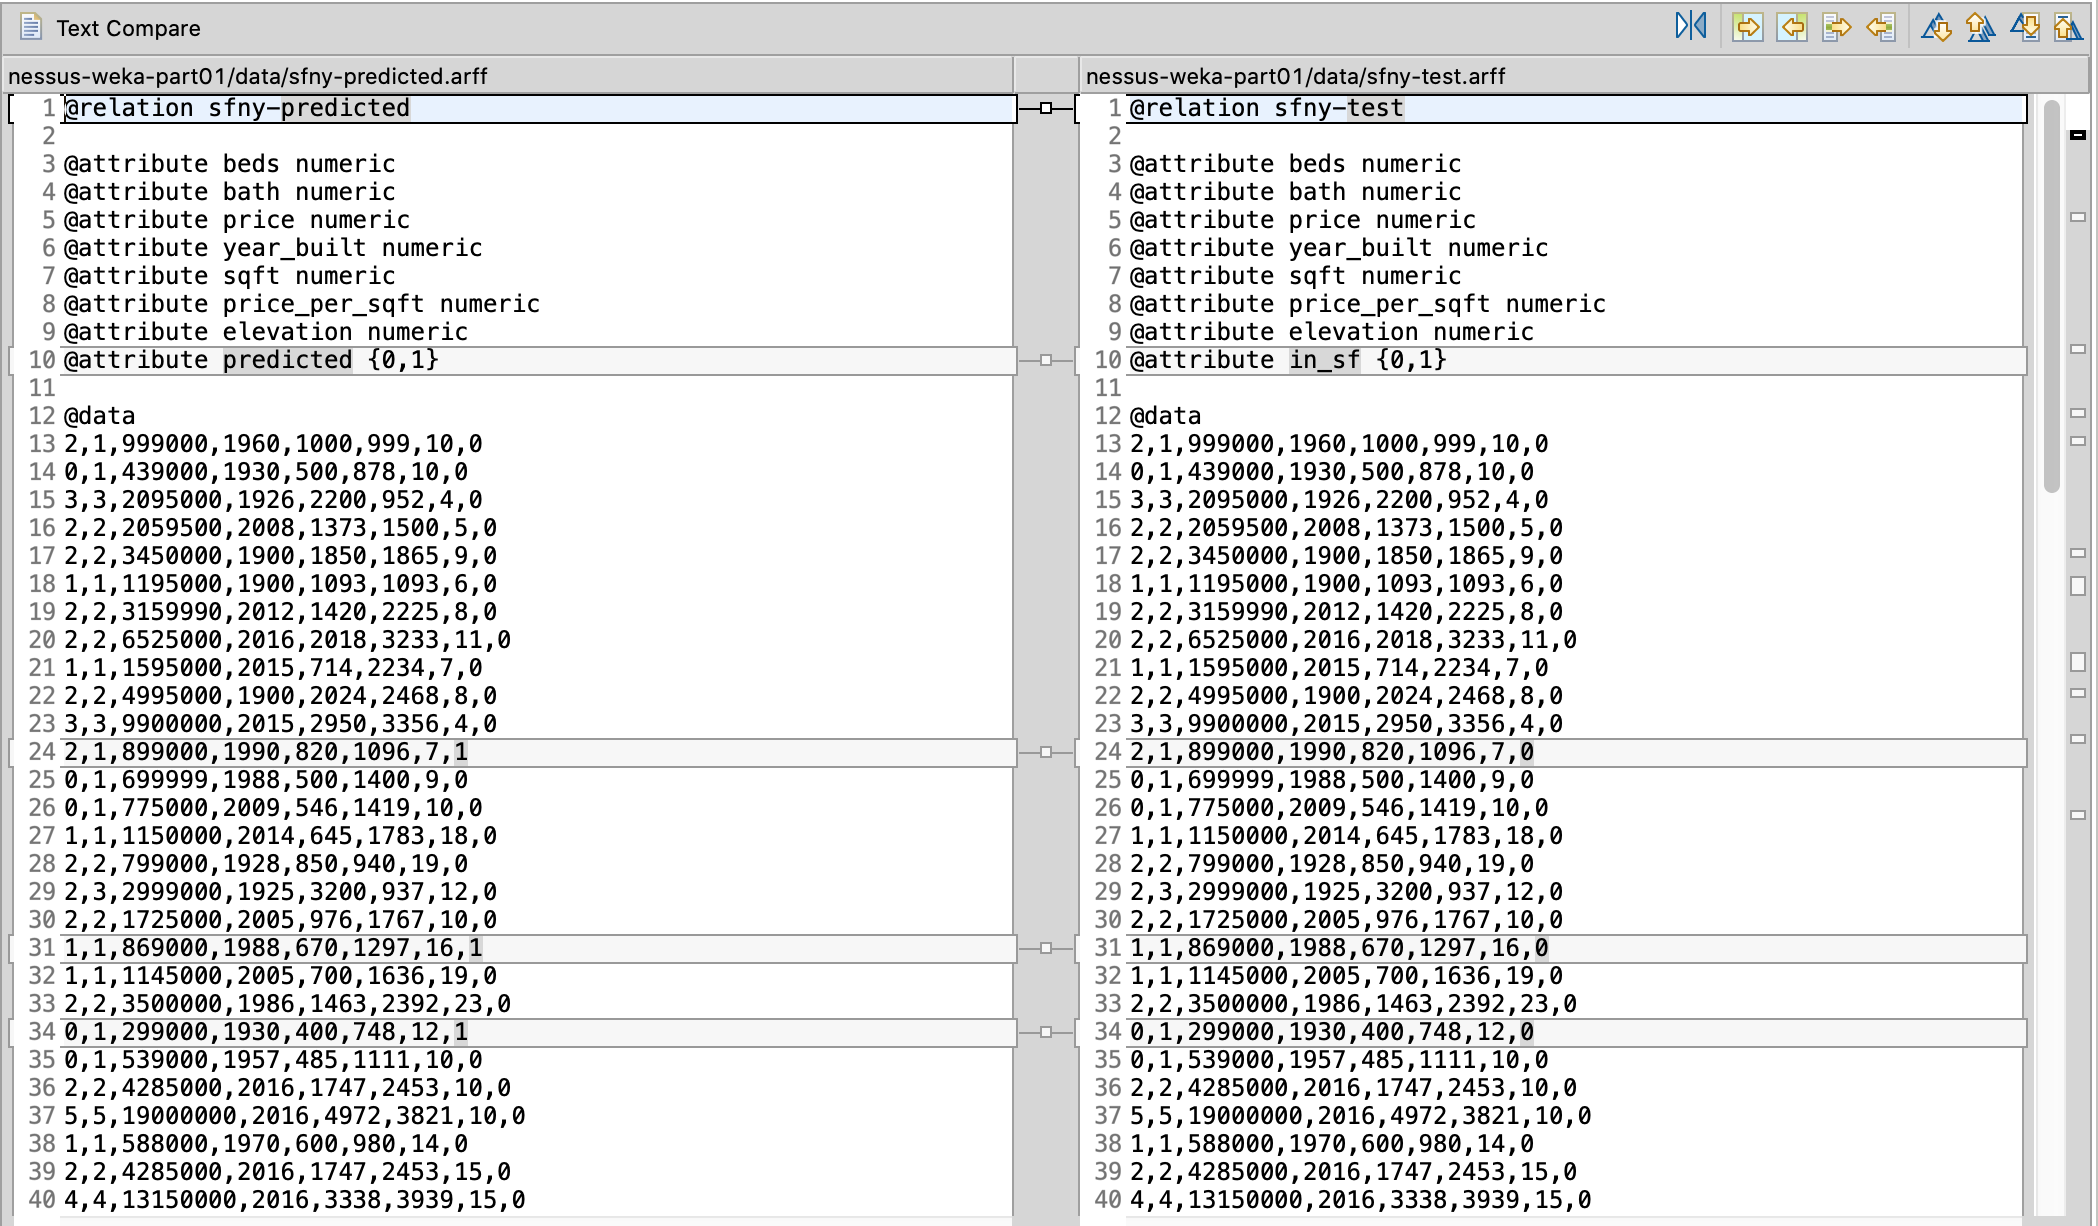 Text Compare
nessus-weka-part01/data/sfny-predicted.arff
1 @relation sfny-predicted
2
3 @attribute beds numeric
4 @attribute bath numeric
5 @attribute price numeric
6 @attribute year_built numeric
7 @attribute sqft numeric
8 @attribute price_per_sqft numeric
9 @attribute elevation numeric
10 @attribute predicted {0,1}
11
12 @data
13 2,1,999000,1960,1000,999,10,0
14 0,1,439000,1930,500,878,10,0
15 3,3,2095000,1926,2200,952,4,0
16 2,2,2059500,2008,1373,1500,5,0
17 2,2,3450000,1900,1850,1865,9,0
18 1,1,1195000,1900,1093,1093,6,0
19 2,2,3159990,2012,1420,2225,8,0
20 2,2,6525000,2016,2018,3233,11,0
21 1,1,1595000,2015,714,2234,7,0
22 2,2,4995000,1900,2024,2468,8,0
23 3,3,9900000,2015,2950,3356,4,0
24 2,1,899000,1990,820,1096,7,1
25 0,1,699999,1988,500,1400,9,0
26 0,1,775000,2009,546,1419,10,0
27 1,1,1150000,2014,645,1783,18,0
28 2,2,799000,1928,850,940,19,0
29 2,3,2999000,1925,3200,937,12,0
30 2,2,1725000,2005,976,1767,10,0
31 1,1,869000,1988,670,1297,16,1
32 1,1,1145000,2005,700,1636,19,0
33 2,2,3500000,1986,1463,2392,23,0
34 0,1,299000,1930,400,748,12,1
35 0,1,539000,1957,485,1111,10,0
36 2,2,4285000,2016,1747,2453,10,0
37 5,5,19000000,2016,4972,3821,10,0
38 1,1,588000,1970,600,980,14,0
39 2,2,4285000,2016,1747,2453,15,0
40 4,4,13150000,2016,3338,3939,15,0
nessus-weka-part01/data/sfny-test.arff
1 @relation sfny-test
2
3 @attribute beds numeric
4 @attribute bath numeric
5 @attribute price numeric
6 @attribute year_built numeric
7 @attribute sqft numeric
8 @attribute price_per_sqft numeric
9 @attribute elevation numeric
10 @attribute in_sf {0,1}
11
12 @data
13 2,1,999000,1960,1000,999,10,0
14 0,1,439000,1930,500,878,10,0
15 3,3,2095000,1926,2200,952,4,0
16 2,2,2059500,2008,1373,1500,5,0
17 2,2,3450000,1900,1850,1865,9,0
18 1,1,1195000,1900,1093,1093,6,0
19 2,2,3159990,2012,1420,2225,8,0
20 2,2,6525000,2016,2018,3233,11,0
21 1,1,1595000,2015,714,2234,7,0
22 2,2,4995000,1900,2024,2468,8,0
23 3,3,9900000,2015,2950,3356,4,0
24 2,1,899000,1990,820,1096,7,0
25 0,1,699999,1988,500,1400,9,0
26 0,1,775000,2009,546,1419,10,0
27 1,1,1150000,2014,645,1783,18,0
28 2,2,799000,1928,850,940,19,0
29 2,3,2999000,1925,3200,937,12,0
30 2,2,1725000,2005,976,1767,10,0
31 1,1,869000,1988,670,1297,16,0
32 1,1,1145000,2005,700,1636,19,0
33 2,2,3500000,1986,1463,2392,23,0
34 0,1,299000,1930,400,748,12,0
35 0,1,539000,1957,485,1111,10,0
36 2,2,4285000,2016,1747,2453,10,0
37 5,5,19000000,2016,4972,3821,10,0
38 1,1,588000,1970,600,980,14,0
39 2,2,4285000,2016,1747,2453,15,0
40 4,4,13150000,2016,3338,3939,15,0